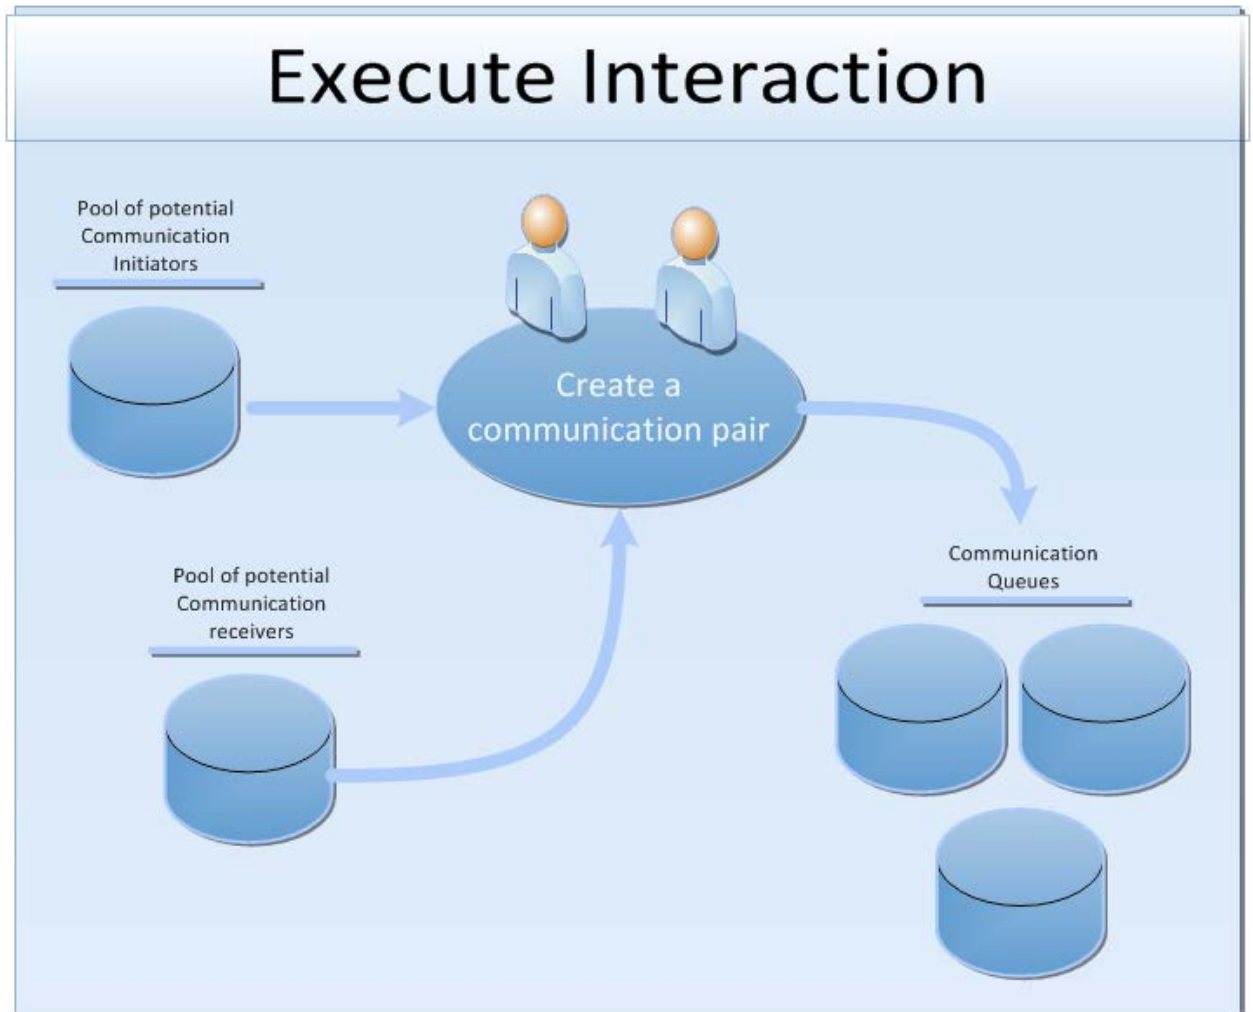 Execute Interaction
Pool of potential
Communication
Initiators
Create a
communication pair
Pool of potential
Communication
receivers
Communication
Queues